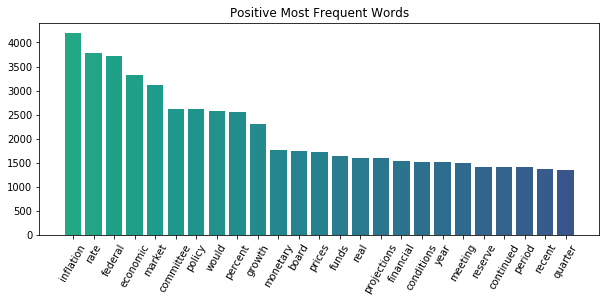 Positive Most Frequent Words
4000
3500
3000
2500
2000
1500
1000
500
0
inflation
rate
federal
economic
market
committee
policy
would
percent
growth
monetary
board
prices
funds
real
projections
financial
conditions
year
meeting
reserve
continued
period
recent
quarter